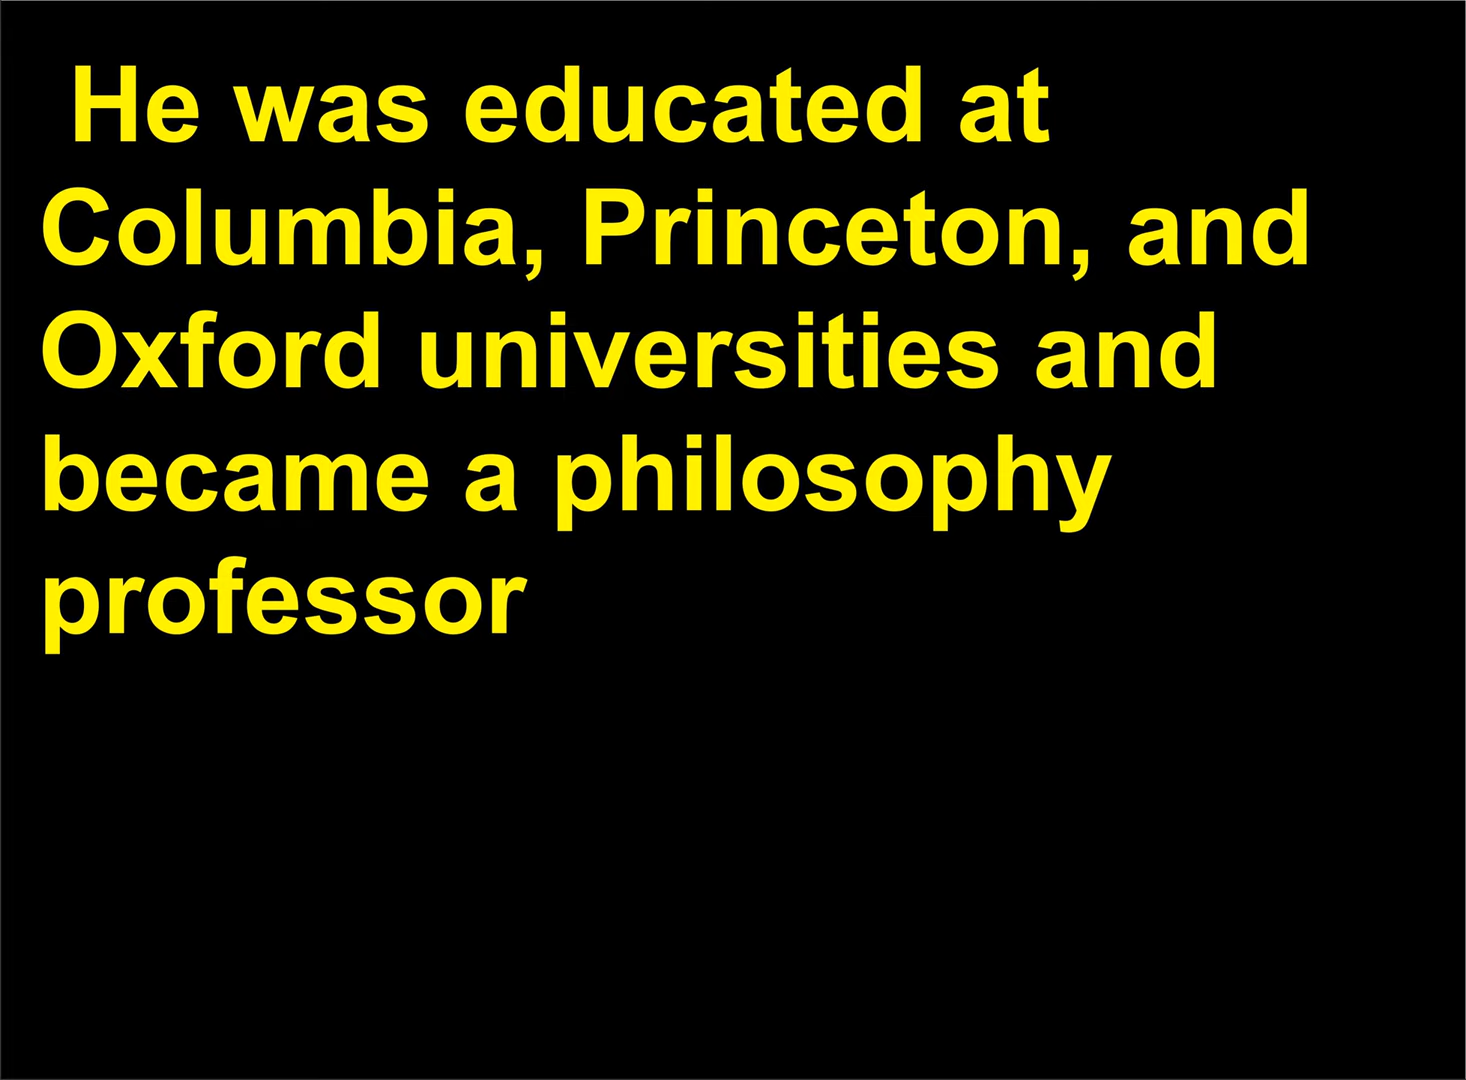 He was educated at
Columbia, Princeton, and
Oxford universities and
became a philosophy
professor